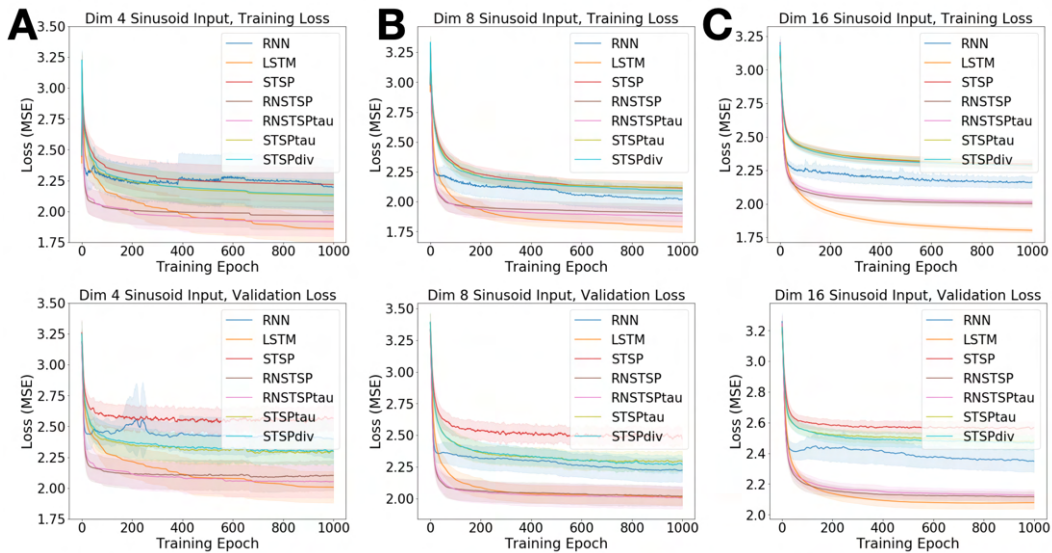 A
Dim 4 Sinusoid Input, Training Loss
3.50
3.25
3.00
2.75
2.50
2.25
2.00
1.75
Loss (MSE)
RNN
LSTM
STSP
RNSTSP
RNSTSPtau
STSPtau
STSPdiv
0 200 400 600 800 1000
Training Epoch
B
Dim 8 Sinusoid Input, Training Loss
3.25
3.00
2.75
2.50
2.25
2.00
1.75
Loss (MSE)
RNN
LSTM
STSP
RNSTSP
RNSTSPtau
STSPtau
STSPdiv
0 200 400 600 800 1000
Training Epoch
C
Dim 16 Sinusoid Input, Training Loss
3.25
3.00
2.75
2.50
2.25
2.00
1.75
Loss (MSE)
RNN
LSTM
STSP
RNSTSP
RNSTSPtau
STSPtau
STSPdiv
0 200 400 600 800 1000
Training Epoch
Dim 4 Sinusoid Input, Validation Loss
3.50
3.25
3.00
2.75
2.50
2.25
2.00
1.75
Loss (MSE)
RNN
LSTM
STSP
RNSTSP
RNSTSPtau
STSPtau
STSPdiv
0 200 400 600 800 1000
Training Epoch
Dim 8 Sinusoid Input, Validation Loss
3.50
3.25
3.00
2.75
2.50
2.25
2.00
Loss (MSE)
RNN
LSTM
STSP
RNSTSP
RNSTSPtau
STSPtau
STSPdiv
0 200 400 600 800 1000
Training Epoch
Dim 16 Sinusoid Input, Validation Loss
3.2
3.0
2.8
2.6
2.4
2.2
2.0
Loss (MSE)
RNN
LSTM
STSP
RNSTSP
RNSTSPtau
STSPtau
STSPdiv
0 200 400 600 800 1000
Training Epoch